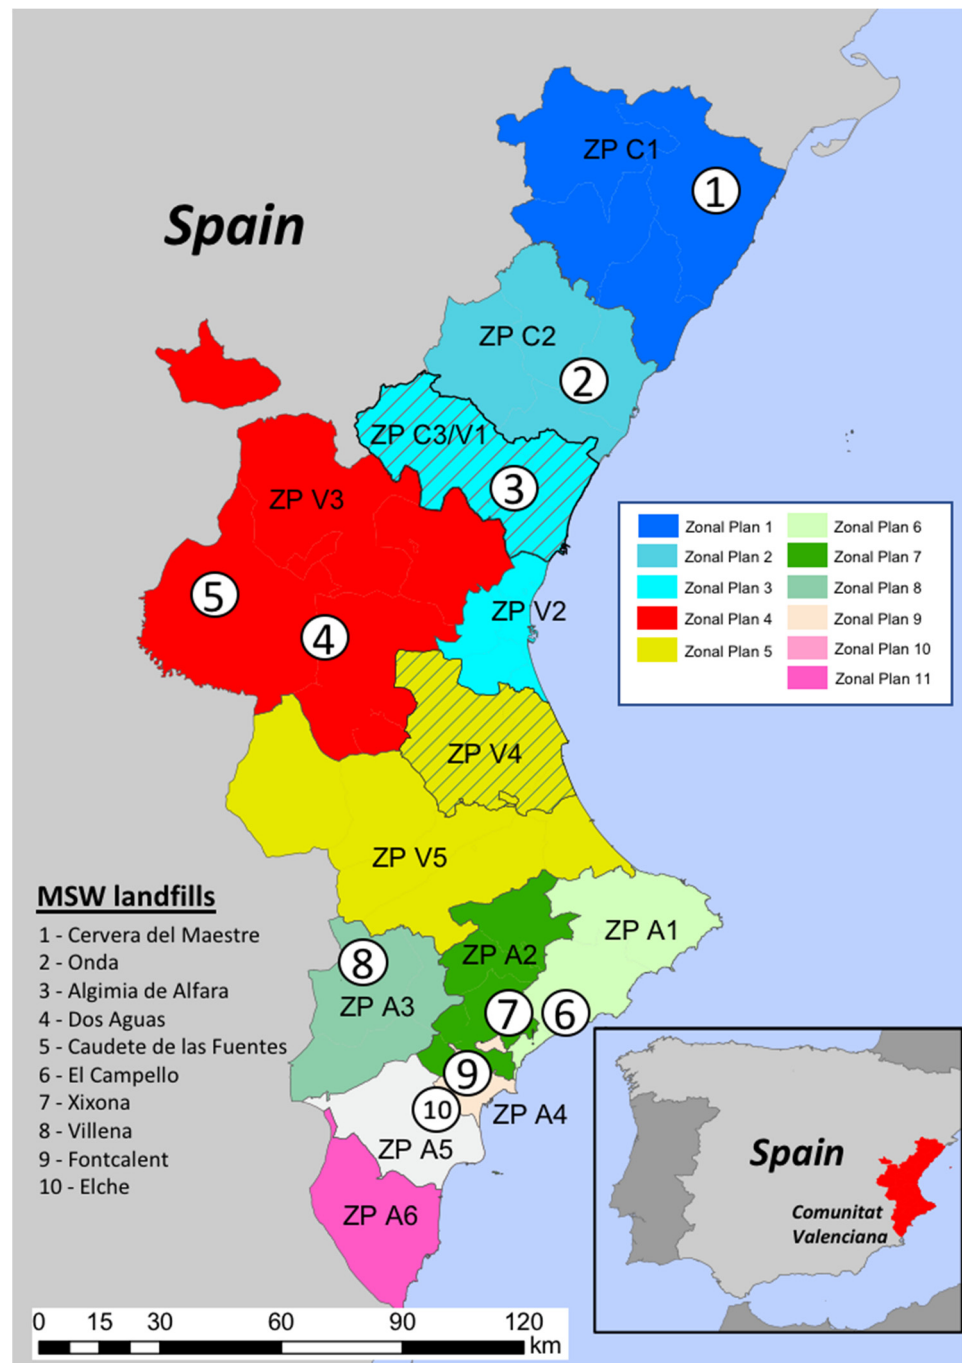 ZP C1
1
Spain
ZP C2
2
ZP C3/V1
3
ZP V3
5
4
ZP V2
Zonal Plan 1
Zonal Plan 2
Zonal Plan 3
Zonal Plan 4
Zonal Plan 5
Zonal Plan 6
Zonal Plan 7
Zonal Plan 8
Zonal Plan 9
Zonal Plan 10
Zonal Plan 11
ZP V4
ZP V5
MSW landfills
1 - Cervera del Maestre
2 - Onda
3 - Algimia de Alfara
4 - Dos Aguas
5 - Caudete de las Fuentes
6 - El Campello
7 - Xixona
8 - Villena
9 - Fontcalent
10 - Elche
ZP A1
ZP A2
8
ZP A3
7
6
9
10
ZP A4
ZP A5
ZP A6
Spain
Comunitat
Valenciana
0 15 30 60 90 120
km